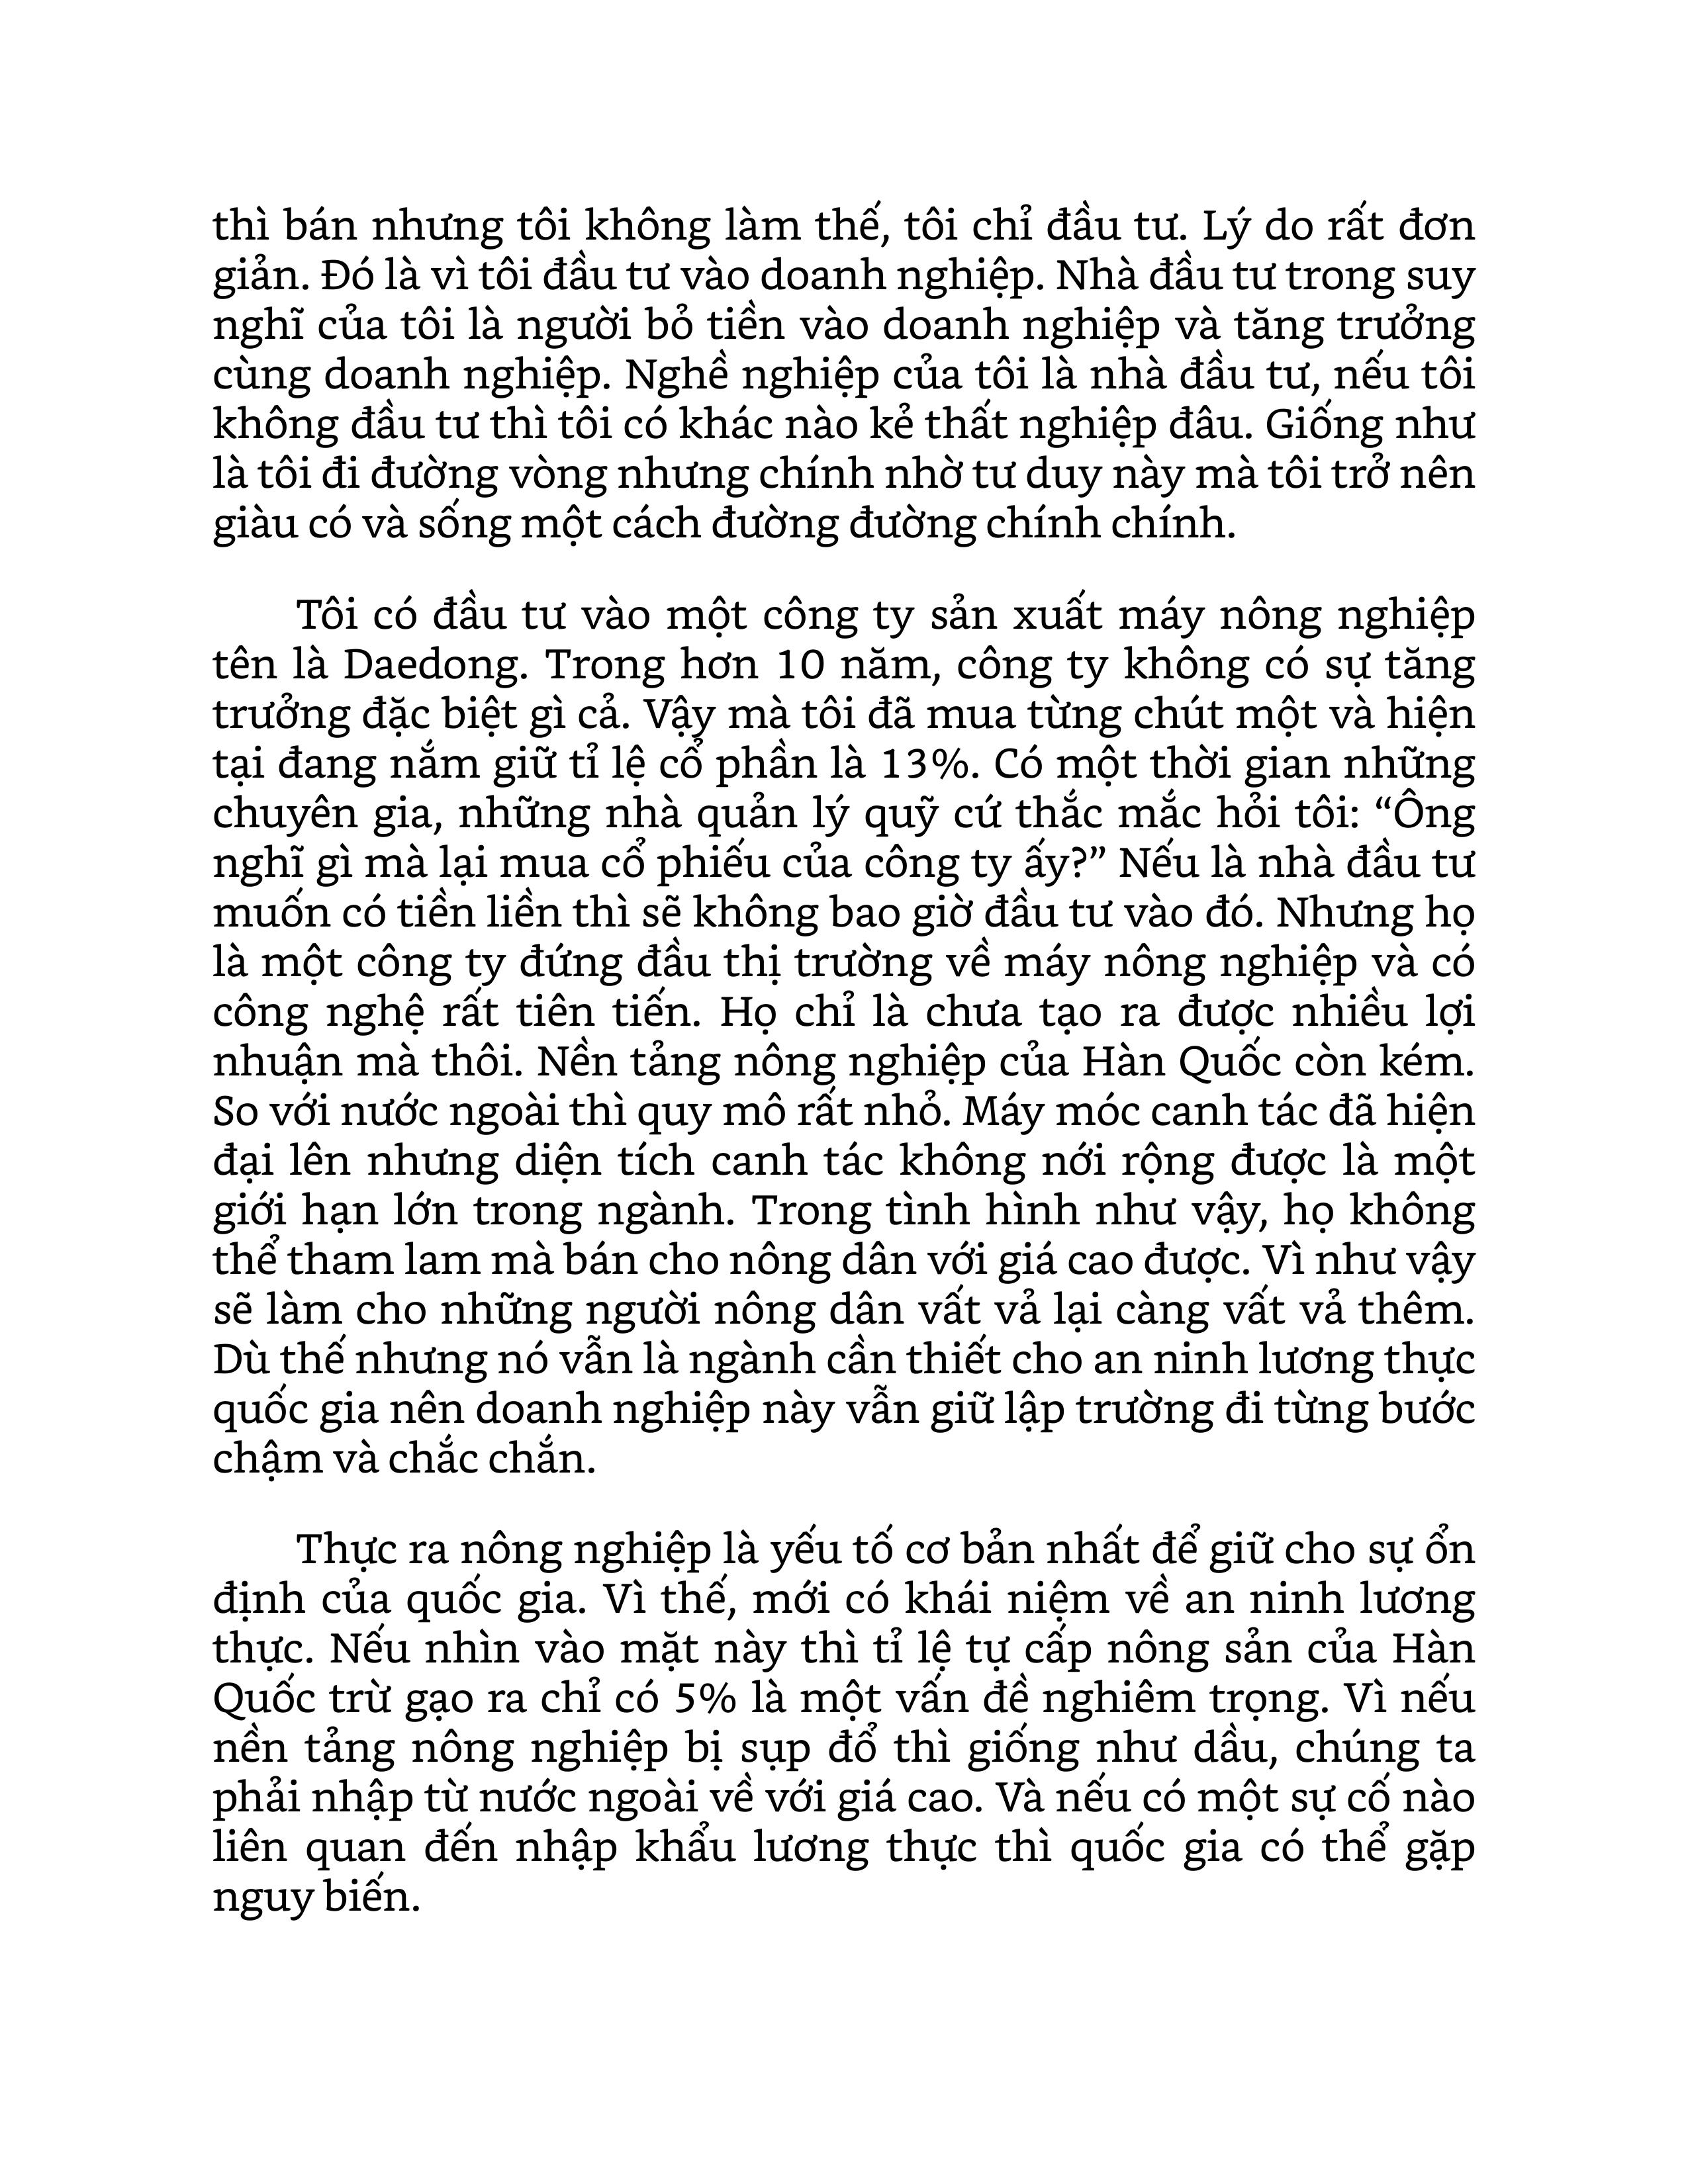 thì bán nhưng tôi không làm thế, tôi chỉ đầu tư. Lý do rất đơn
giản. Đó là vì tôi đầu tư vào doanh nghiệp. Nhà đầu tư trong suy
nghĩ của tôi là người bỏ tiền vào doanh nghiệp và tăng trưởng
cùng doanh nghiệp. Nghề nghiệp của tôi là nhà đầu tư, nếu tôi
không đầu tư thì tôi có khác nào kẻ thất nghiệp đâu. Giống như
là tôi đi đường vòng nhưng chính nhờ tư duy này mà tôi trở nên
giàu có và sống một cách đường đường chính chính.
Tôi có đầu tư vào một công ty sản xuất máy nông nghiệp
tên là Daedong. Trong hơn 10 năm, công ty không có sự tăng
trưởng đặc biệt gì cả. Vậy mà tôi đã mua từng chút một và hiện
tại đang nắm giữ tỉ lệ cổ phần là 13%. Có một thời gian những
chuyên gia, những nhà quản lý quỹ cứ thắc mắc hỏi tôi: “Ông
nghĩ gì mà lại mua cổ phiếu của công ty ấy?” Nếu là nhà đầu tư
muốn có tiền liền thì sẽ không bao giờ đầu tư vào đó. Nhưng họ
là một công ty đứng đầu thị trường về máy nông nghiệp và có
công nghệ rất tiên tiến. Họ chỉ là chưa tạo ra được nhiều lợi
nhuận mà thôi. Nền tảng nông nghiệp của Hàn Quốc còn kém.
So với nước ngoài thì quy mô rất nhỏ. Máy móc canh tác đã hiện
đại lên nhưng diện tích canh tác không nới rộng được là một
giới hạn lớn trong ngành. Trong tình hình như vậy, họ không
thể tham lam mà bán cho nông dân với giá cao được. Vì như vậy
sẽ làm cho những người nông dân vất vả lại càng vất vả thêm.
Dù thế nhưng nó vẫn là ngành cần thiết cho an ninh lương thực
quốc gia nên doanh nghiệp này vẫn giữ lập trường đi từng bước
chậm và chắc chắn.
Thực ra nông nghiệp là yếu tố cơ bản nhất để giữ cho sự ổn
định của quốc gia. Vì thế, mới có khái niệm về an ninh lương
thực. Nếu nhìn vào mặt này thì tỉ lệ tự cấp nông sản của Hàn
Quốc trừ gạo ra chỉ có 5% là một vấn đề nghiêm trọng. Vì nếu
nền tảng nông nghiệp bị sụp đổ thì giống như dầu, chúng ta
phải nhập từ nước ngoài về với giá cao. Và nếu có một sự cố nào
liên quan đến nhập khẩu lương thực thì quốc gia có thể gặp
nguy biến.